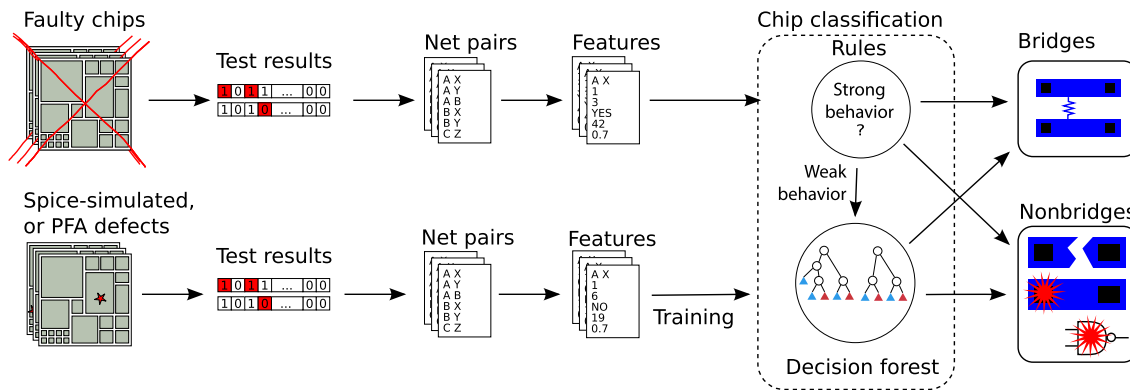 Faulty chips
Test results
1 0 1 1 ... 0 0
1 0 1 0 ... 0 0
Net pairs
A X
A Y
A B
B X
B Y
C Z
Features
A X
1
3
YES
42
0.7
Chip classification
Rules
Strong
behavior
?
Weak
behavior
Decision forest
Bridges
Nonbridges
Spice-simulated,
or PFA defects
Test results
1 0 1 1 ... 0 0
1 0 1 0 ... 0 0
Net pairs
A X
A Y
A B
B X
B Y
C Z
Features
A X
1
6
NO
19
0.7
Training